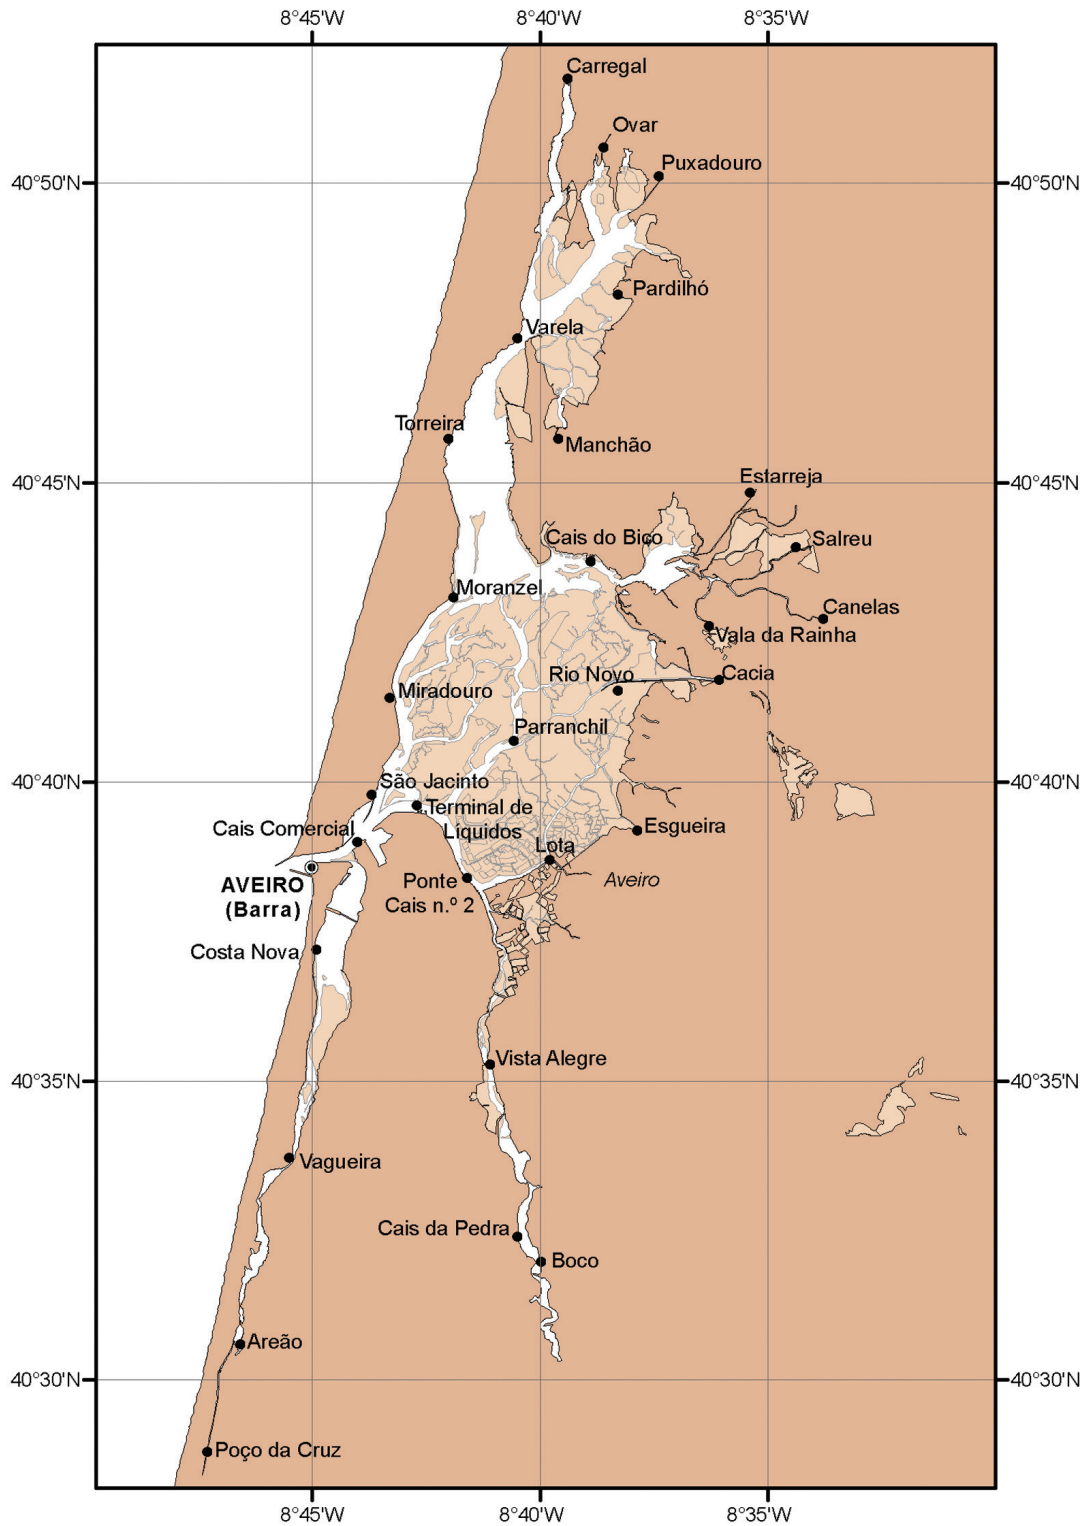 8°45'W 8°40'W 8°35'W
Carregal
Ovar
Puxadouro
40°50'N 40°50'N
Pardilhó
Varela
Torreira
Manchão
Estarreja
40°45'N 40°45'N
Cais do Bico
Salreu
Moranzel
Canelas
Vala da Rainha
Rio Novo
Cacia
Miradouro
Parranchil
São Jacinto
40°40'N 40°40'N
Terminal de
Líquidos
Cais Comercial
Esgueira
Lota
AVEIRO
(Barra)
Ponte
Cais n.º 2
Aveiro
Costa Nova
Vista Alegre
40°35'N 40°35'N
Vagueira
Cais da Pedra
Boco
Areão
40°30'N 40°30'N
Poço da Cruz
8°45'W 8°40'W 8°35'W